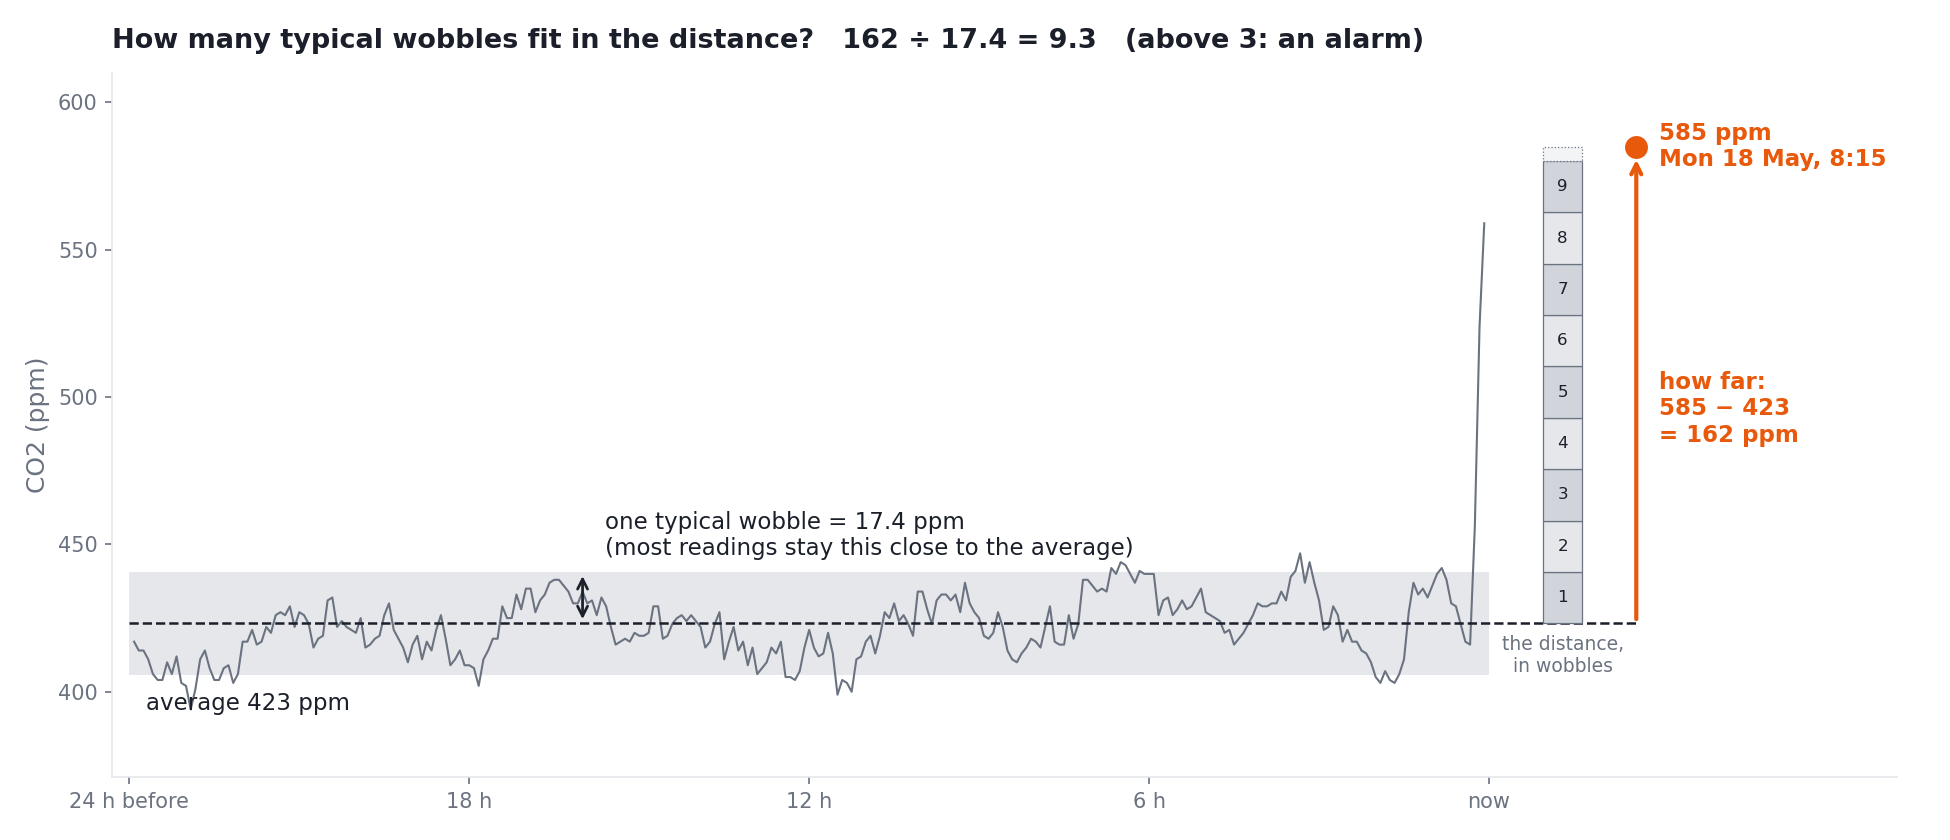 How many typical wobbles fit in the distance?   162 ÷ 17.4 = 9.3   (above 3: an alarm)
600
550
500
450
400
CO2 (ppm)
585 ppm
Mon 18 May, 8:15
9
8
7
6
5
4
3
2
1
how far:
585 − 423
= 162 ppm
one typical wobble = 17.4 ppm
(most readings stay this close to the average)
the distance,
in wobbles
average 423 ppm
24 h before
18 h
12 h
6 h
now